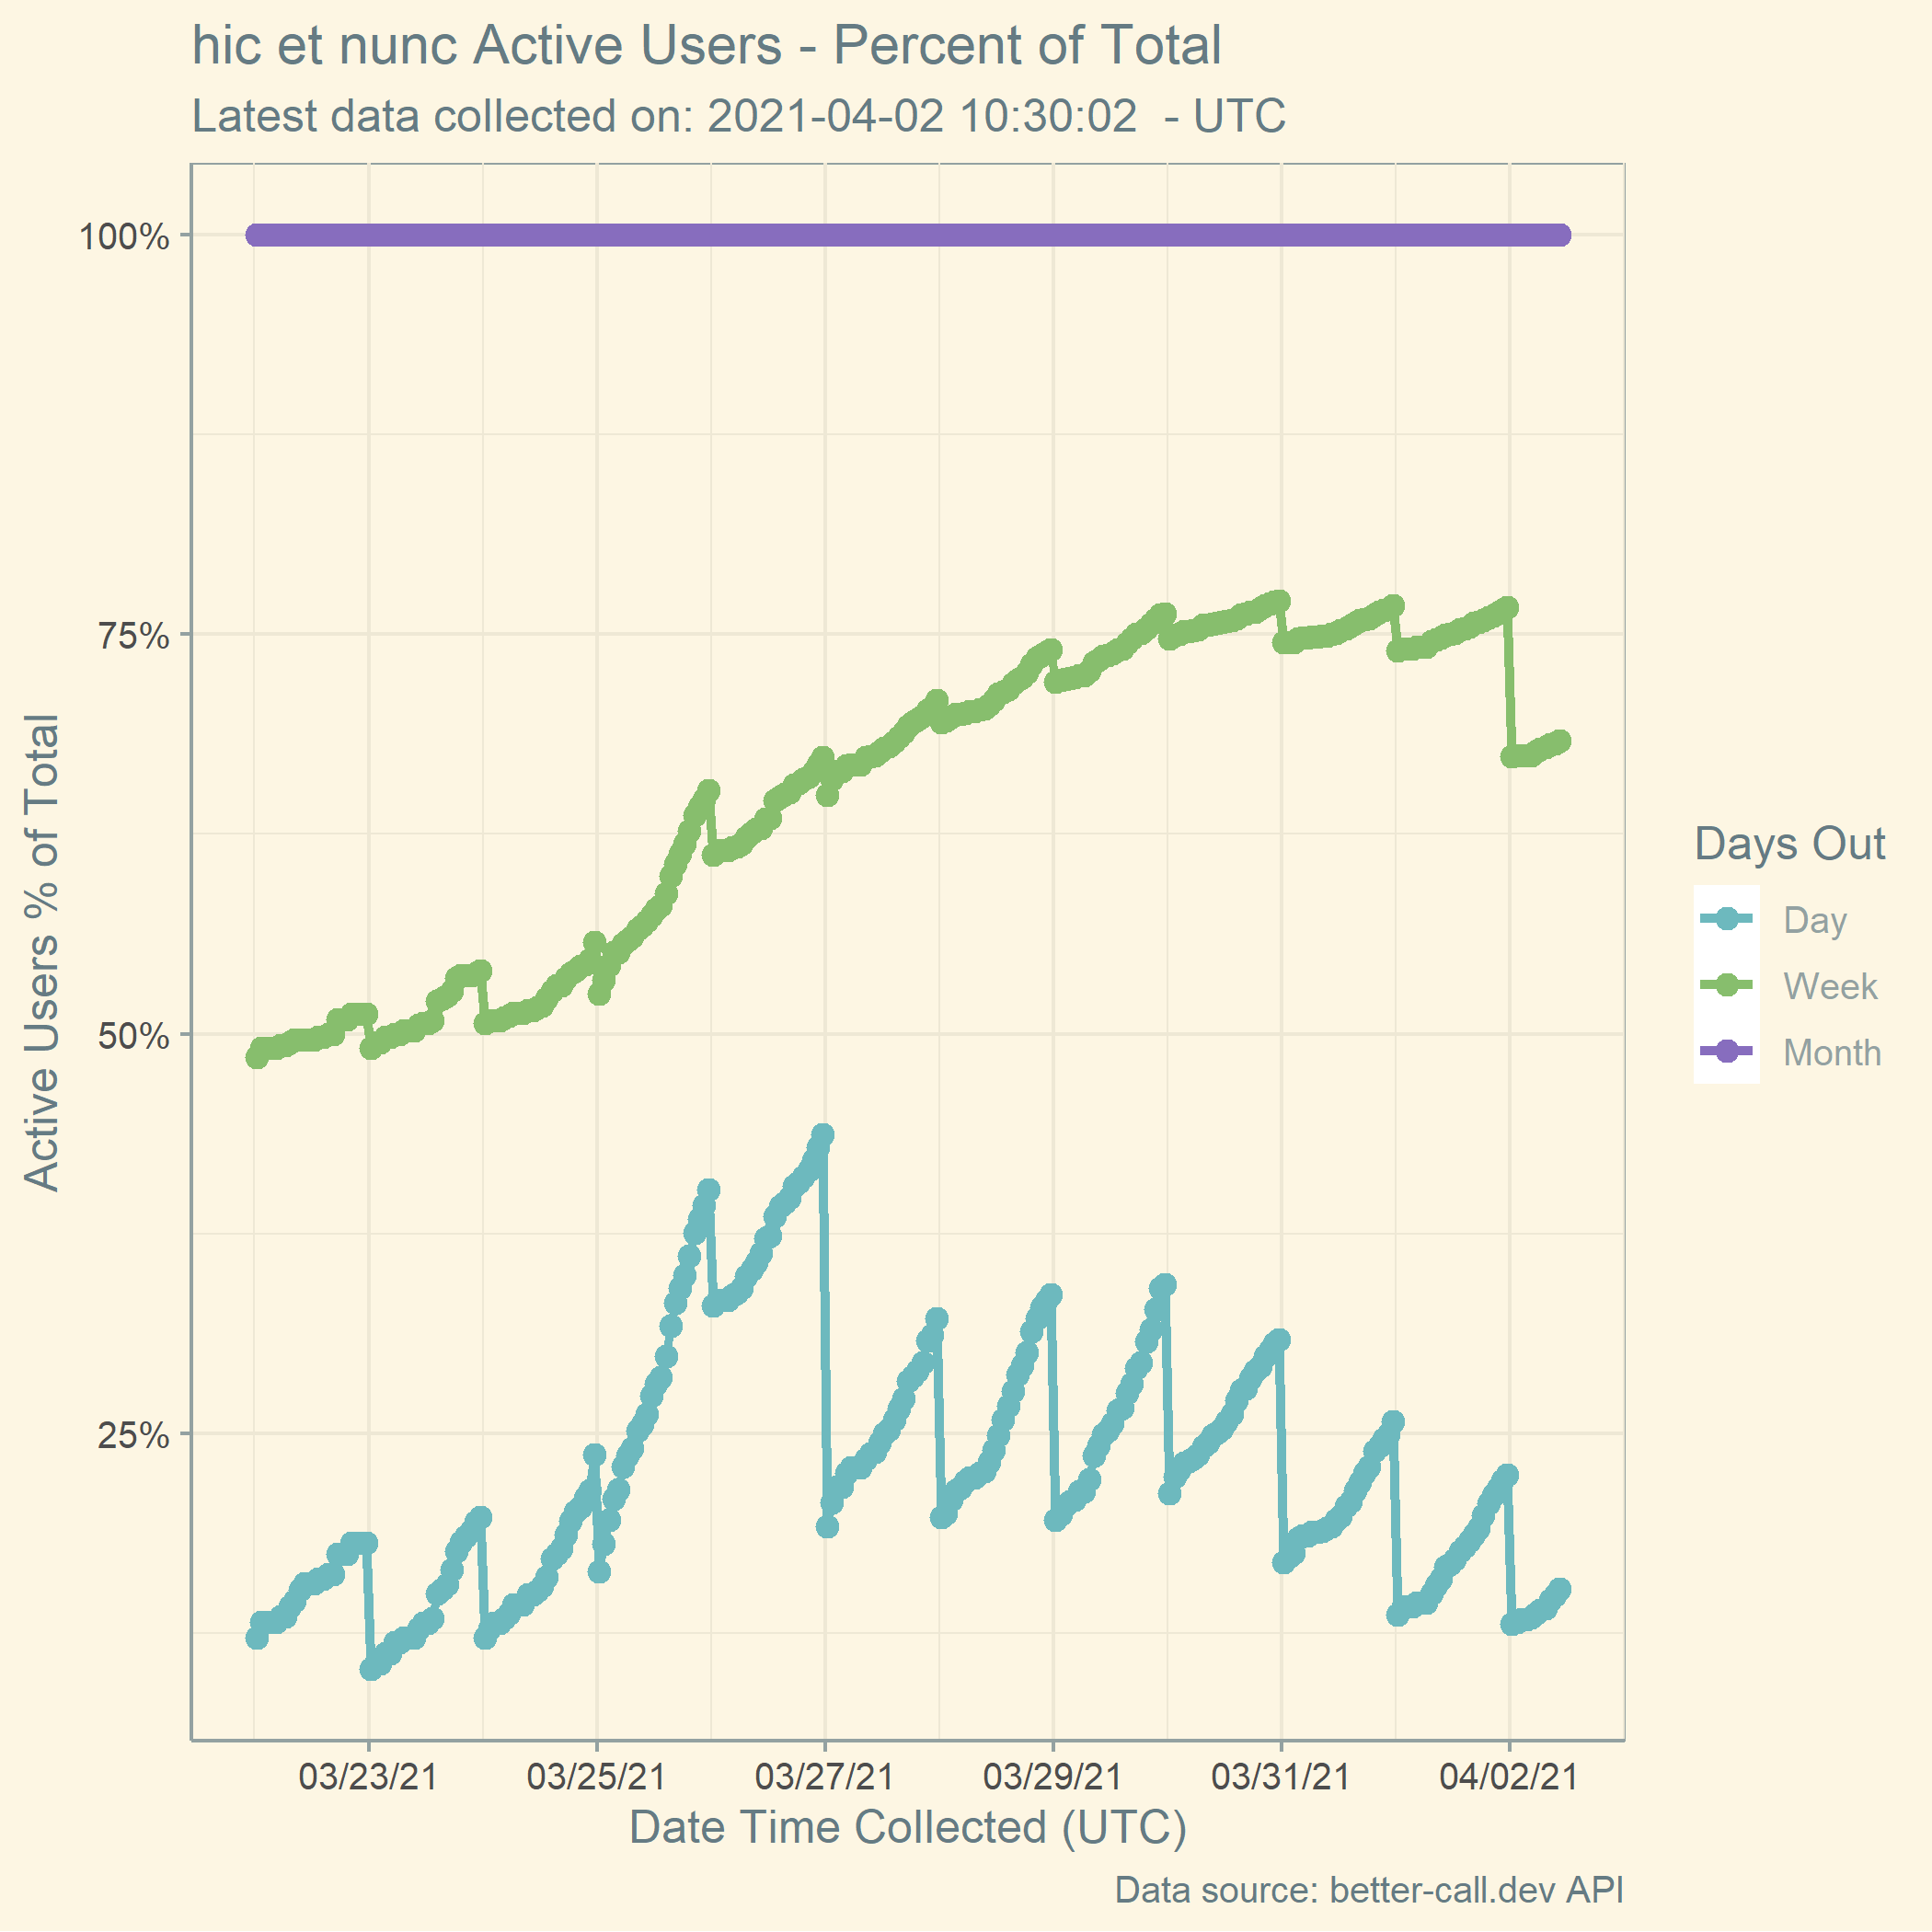 hic et nunc Active Users - Percent of Total
Latest data collected on: 2021-04-02 10:30:02  - UTC
Active Users % of Total
100%
75%
50%
25%
03/23/21
03/25/21
03/27/21
03/29/21
03/31/21
04/02/21
Date Time Collected (UTC)
Days Out
Day
Week
Month
Data source: better-call.dev API